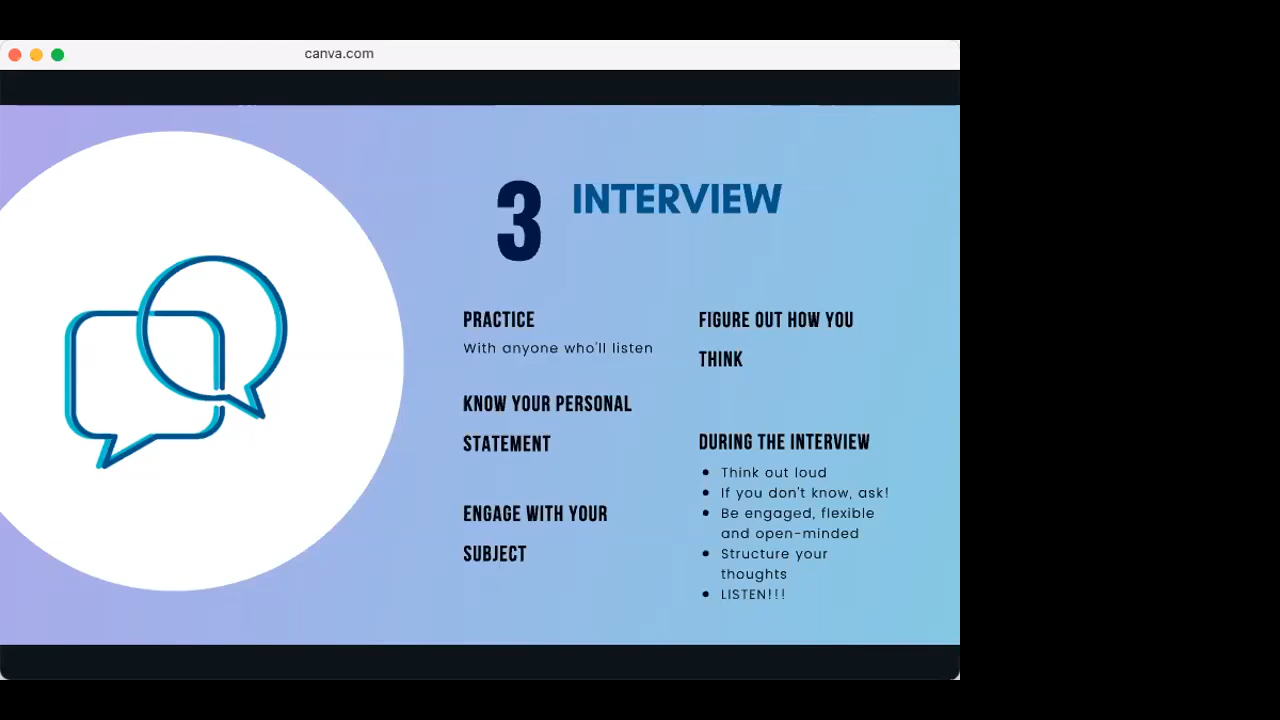 canva.com
3 INTERVIEW
PRACTICE
With anyone who'll listen
KNOW YOUR PERSONAL
STATEMENT
ENGAGE WITH YOUR
SUBJECT
FIGURE OUT HOW YOU
THINK
DURING THE INTERVIEW
• Think out loud
• If you don't know, ask!
• Be engaged, flexible
and open-minded
• Structure your
thoughts
• LISTEN!!!